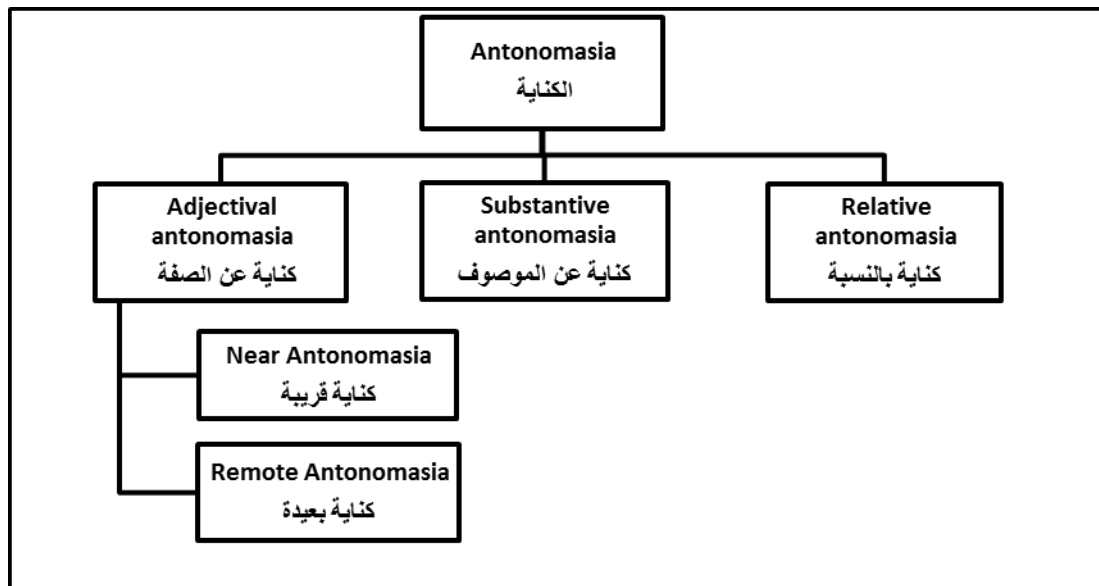 Antonomasia
الكناية
Adjectival
antonomasia
كناية عن الصفة
Substantive
antonomasia
كناية عن الموصوف
Relative
antonomasia
كناية بالنسبة
Near Antonomasia
كناية قريبة
Remote Antonomasia
كناية بعيدة